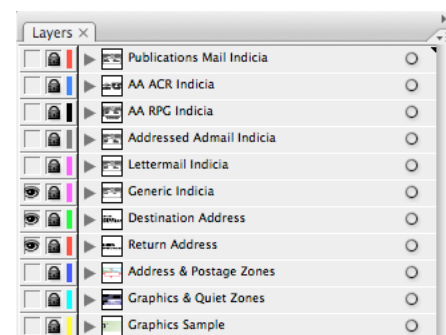 Layers ×
Publications Mail Indicia
AA ACR Indicia
AA RPG Indicia
Addressed Admail Indicia
Lettermail Indicia
Generic Indicia
Destination Address
Return Address
Address & Postage Zones
Graphics & Quiet Zones
Graphics Sample